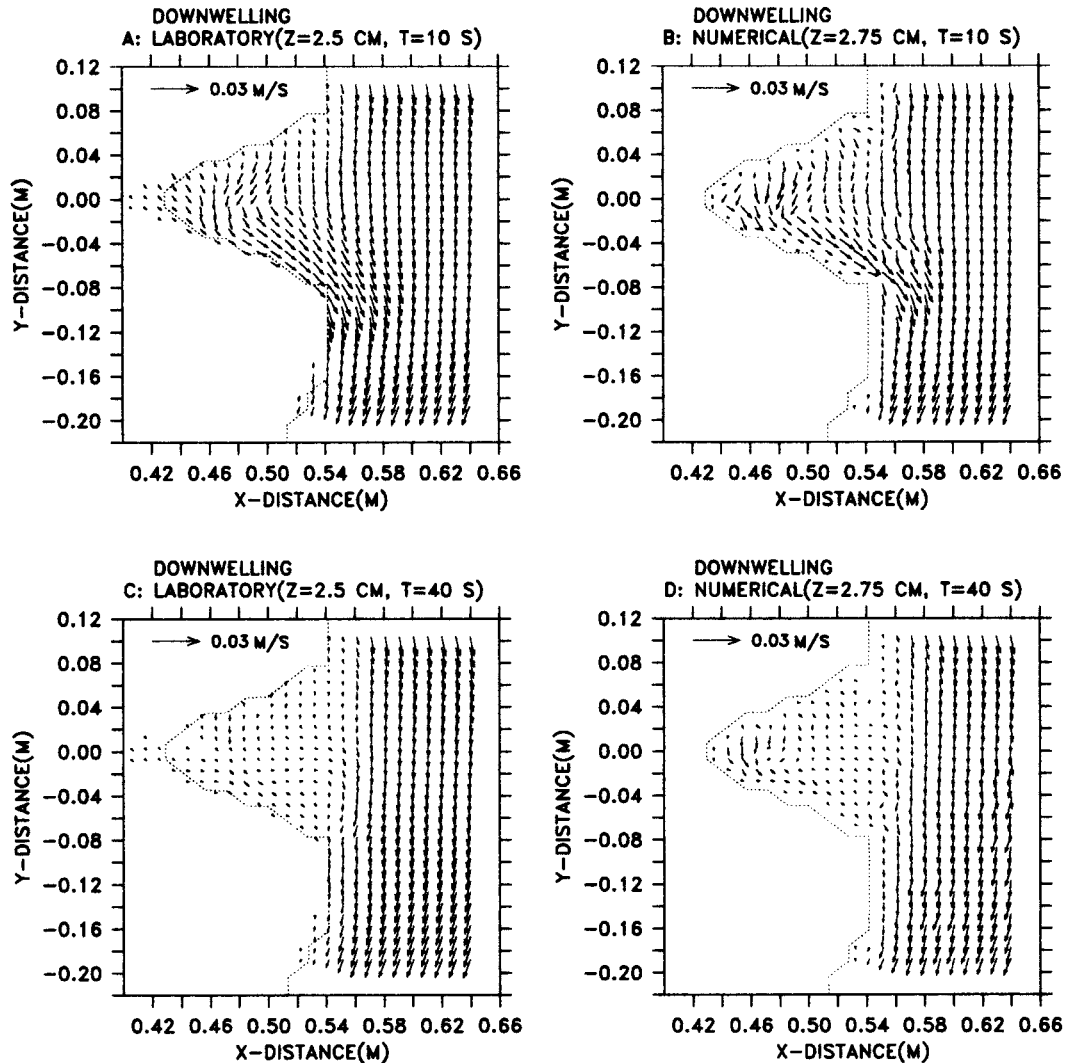 DOWNWELLING
A: LABORATORY(Z=2.5 CM, T=10 S)
0.12
0.08
0.04
0.00
−0.04
−0.08
−0.12
−0.16
−0.20
Y−DISTANCE(M)
0.03 M/S
0.42 0.46 0.50 0.54 0.58 0.62 0.66
X−DISTANCE(M)
DOWNWELLING
B: NUMERICAL(Z=2.75 CM, T=10 S)
0.12
0.08
0.04
0.00
−0.04
−0.08
−0.12
−0.16
−0.20
Y−DISTANCE(M)
0.03 M/S
0.42 0.46 0.50 0.54 0.58 0.62 0.66
X−DISTANCE(M)
DOWNWELLING
C: LABORATORY(Z=2.5 CM, T=40 S)
0.12
0.08
0.04
0.00
−0.04
−0.08
−0.12
−0.16
−0.20
Y−DISTANCE(M)
0.03 M/S
0.42 0.46 0.50 0.54 0.58 0.62 0.66
X−DISTANCE(M)
DOWNWELLING
D: NUMERICAL(Z=2.75 CM, T=40 S)
0.12
0.08
0.04
0.00
−0.04
−0.08
−0.12
−0.16
−0.20
Y−DISTANCE(M)
0.03 M/S
0.42 0.46 0.50 0.54 0.58 0.62 0.66
X−DISTANCE(M)